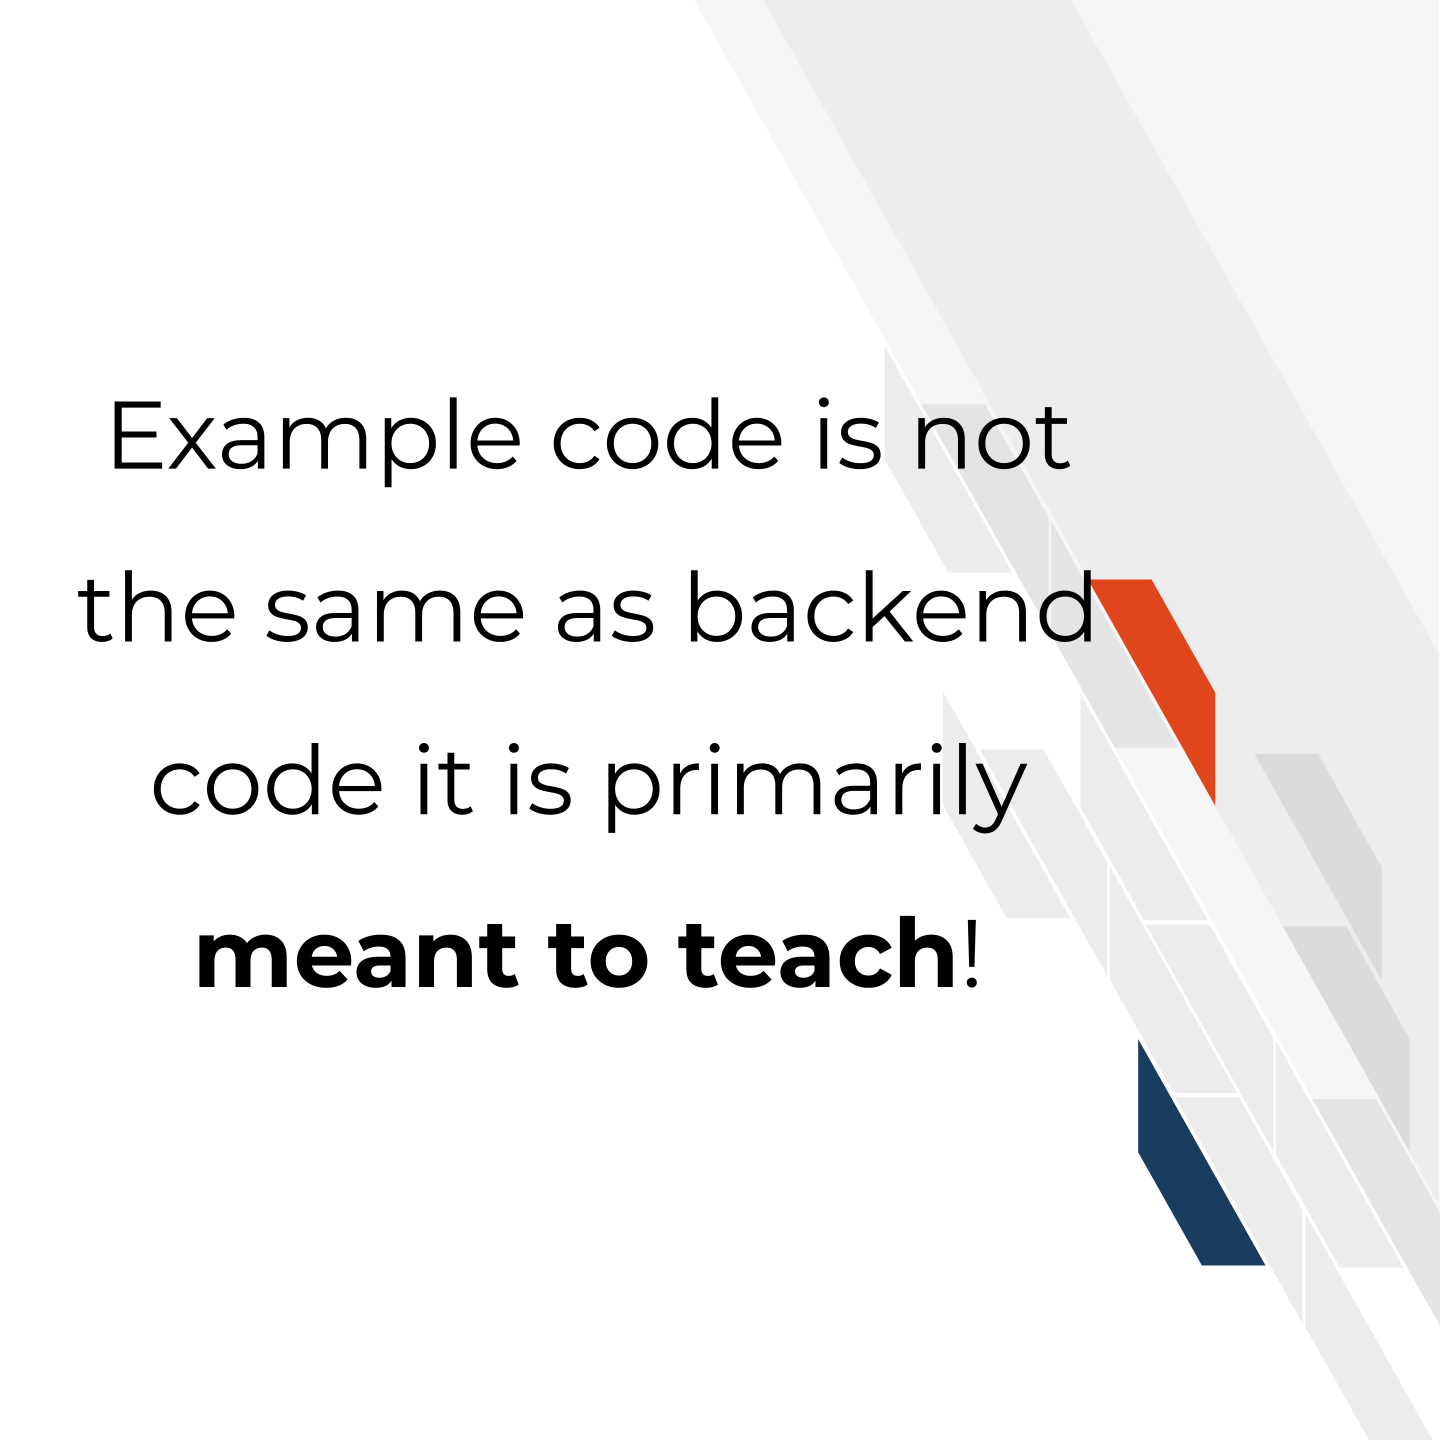 Example code is not
the same as backend
code it is primarily
meant to teach!